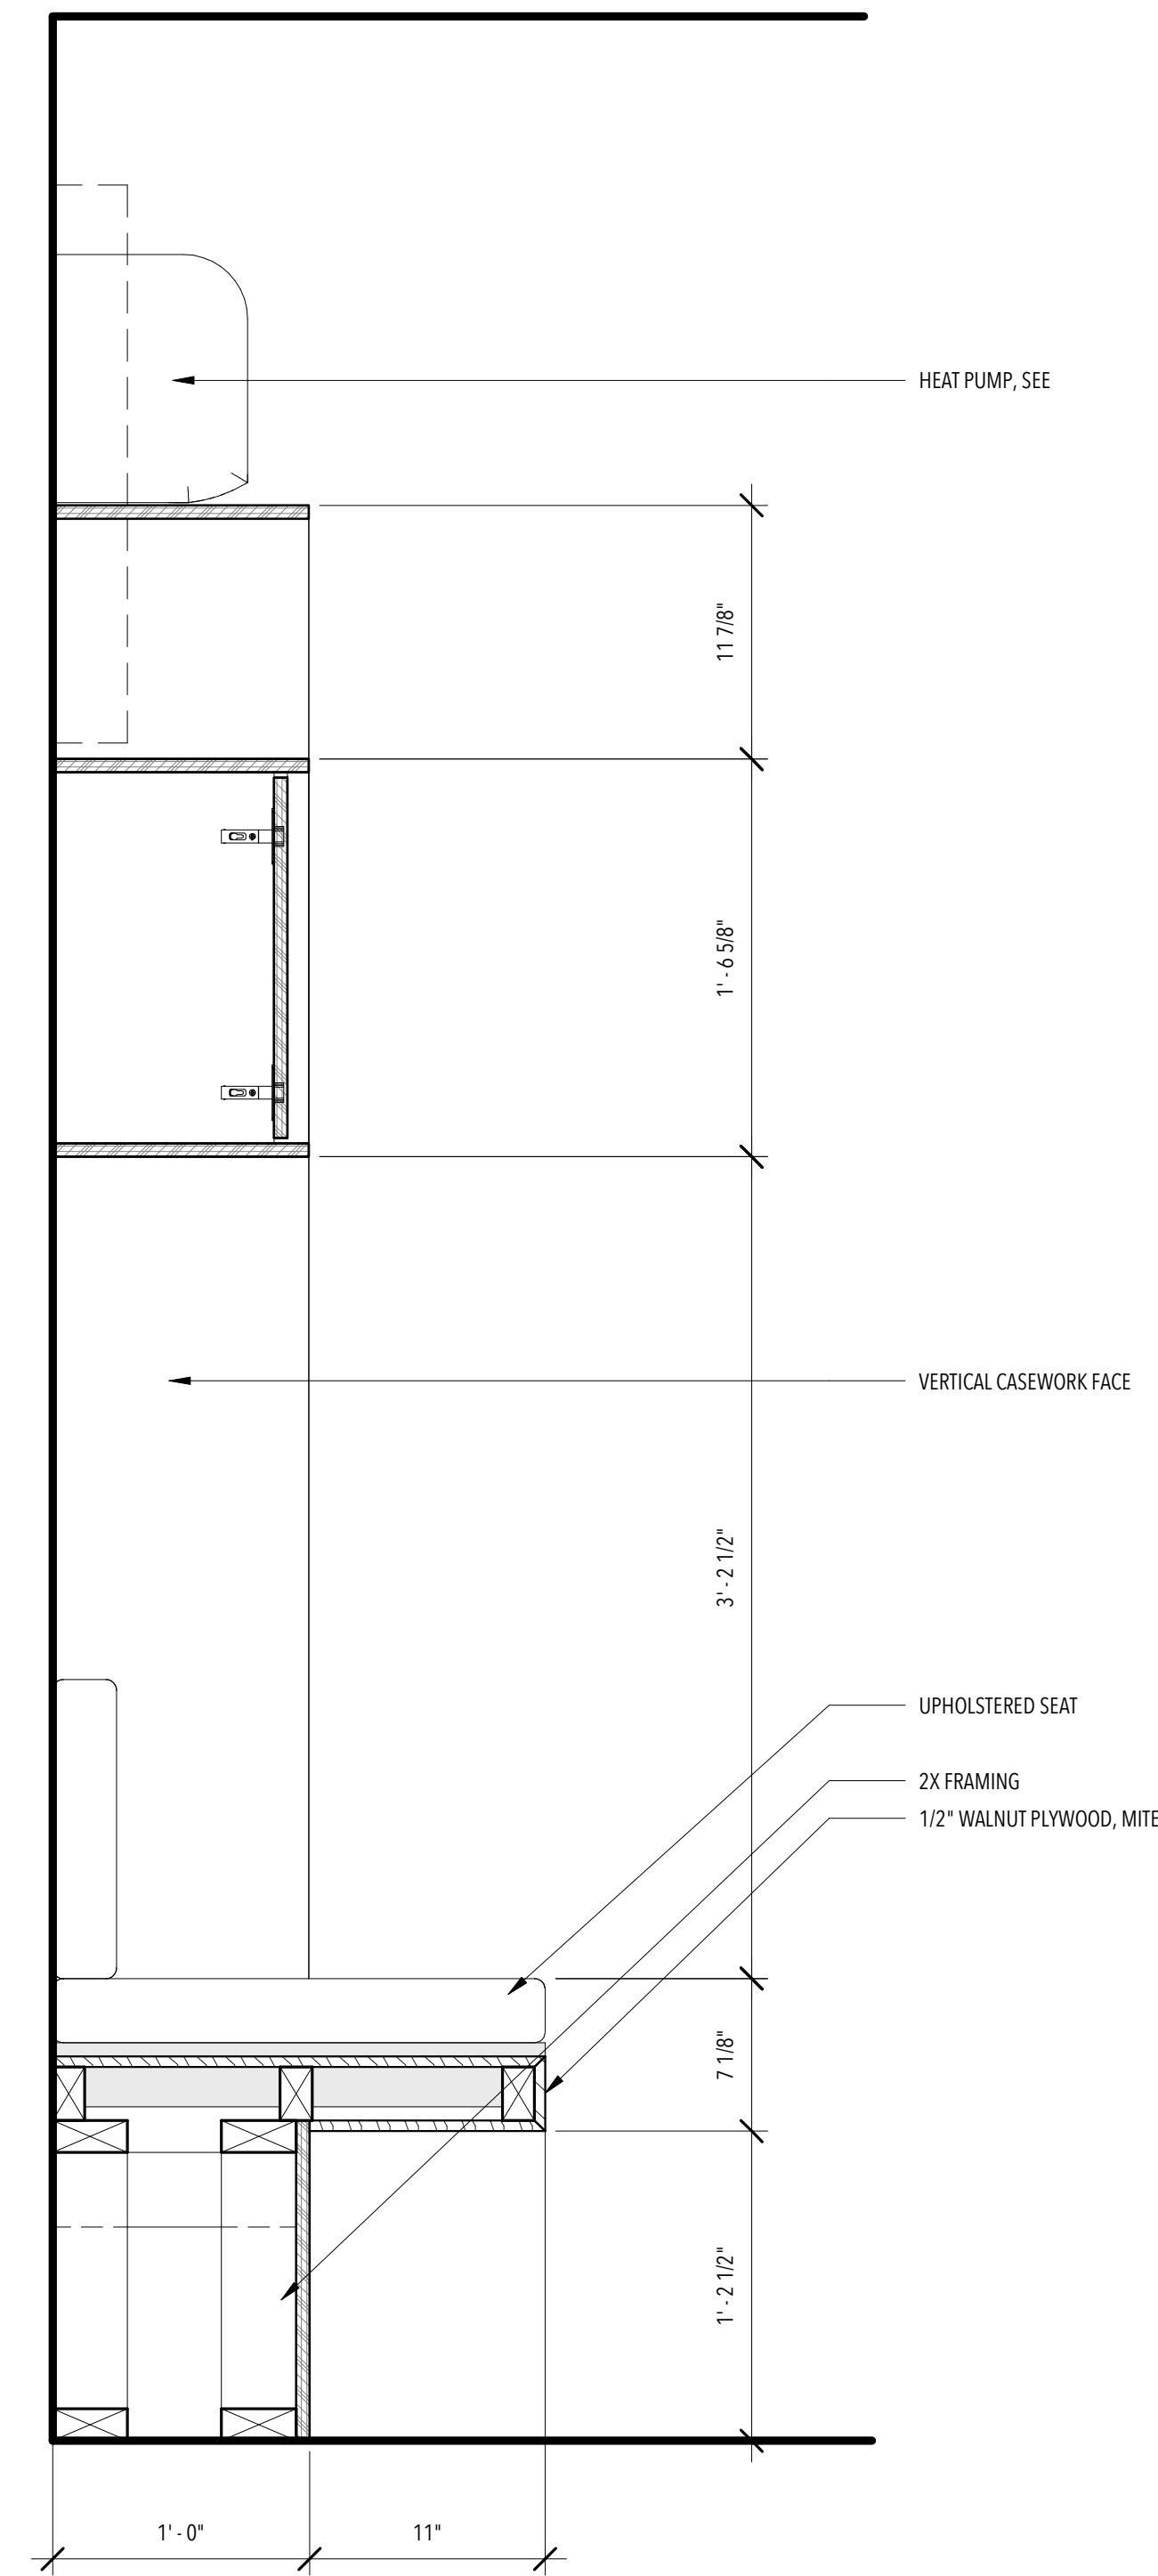 HEAT PUMP, SEE
11 7/8"
1' - 6 5/8"
VERTICAL CASEWORK FACE
3' - 2 1/2"
UPHOLSTERED SEAT
2X FRAMING
1/2" WALNUT PLYWOOD, MITE
7 1/8"
1' - 2 1/2"
1' - 0"
11"